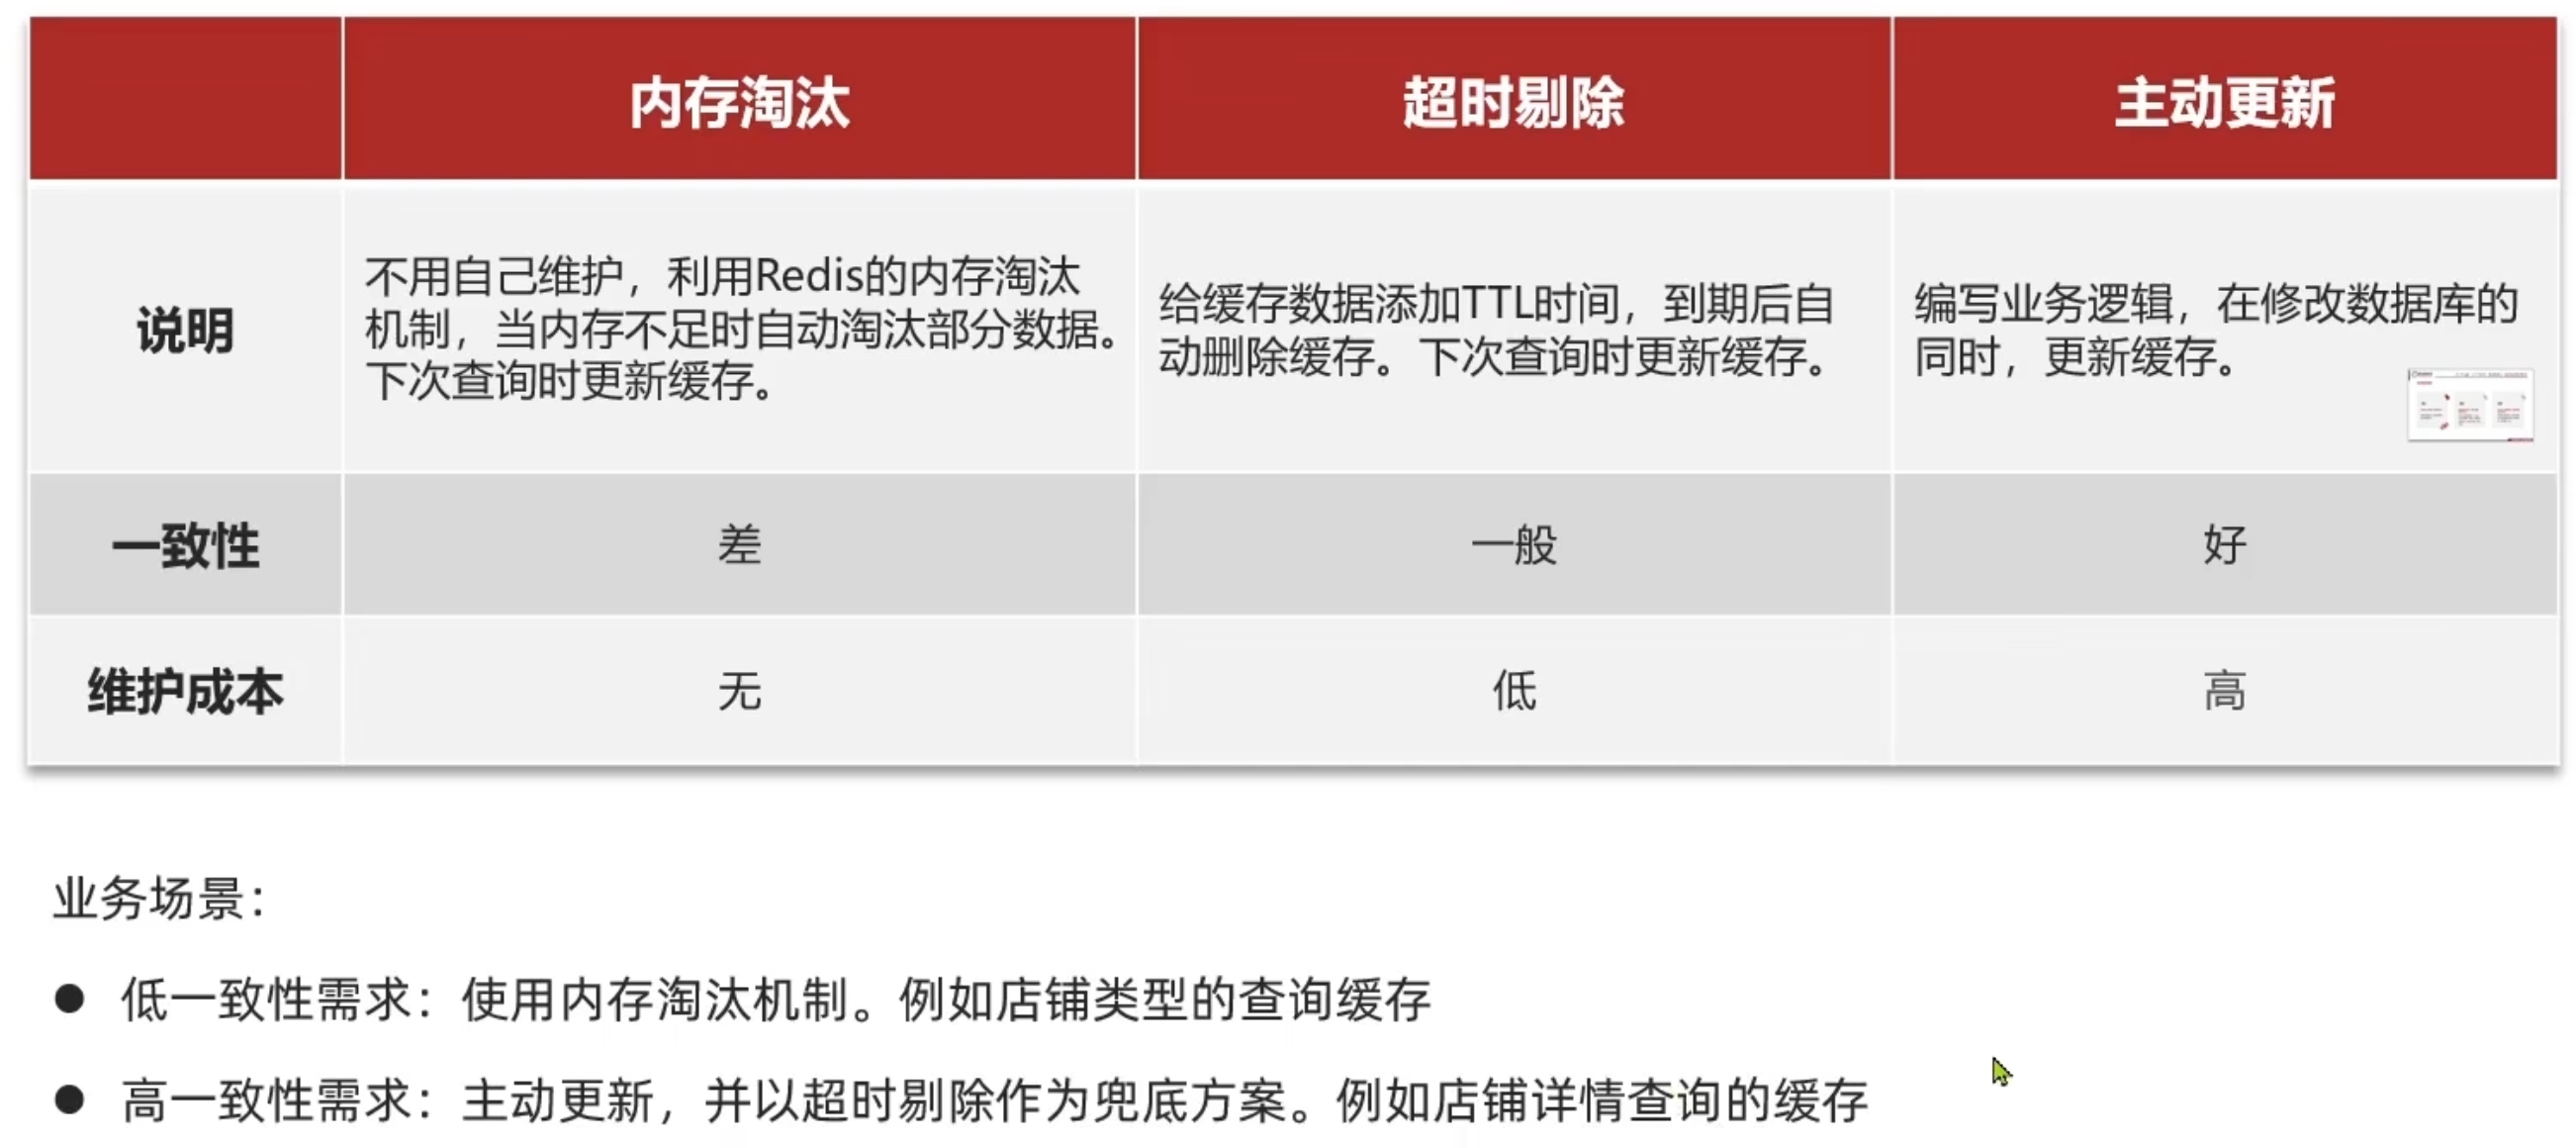 内存淘汰
超时剔除
主动更新
说明
不用自己维护，利用Redis的内存淘汰
机制，当内存不足时自动淘汰部分数据。
下次查询时更新缓存。
给缓存数据添加TTL时间，到期后自
动删除缓存。下次查询时更新缓存。
编写业务逻辑，在修改数据库的
同时，更新缓存。
一致性
差
一般
好
维护成本
无
低
高
业务场景：
● 低一致性需求：使用内存淘汰机制。例如店铺类型的查询缓存
● 高一致性需求：主动更新，并以超时剔除作为兜底方案。例如店铺详情查询的缓存